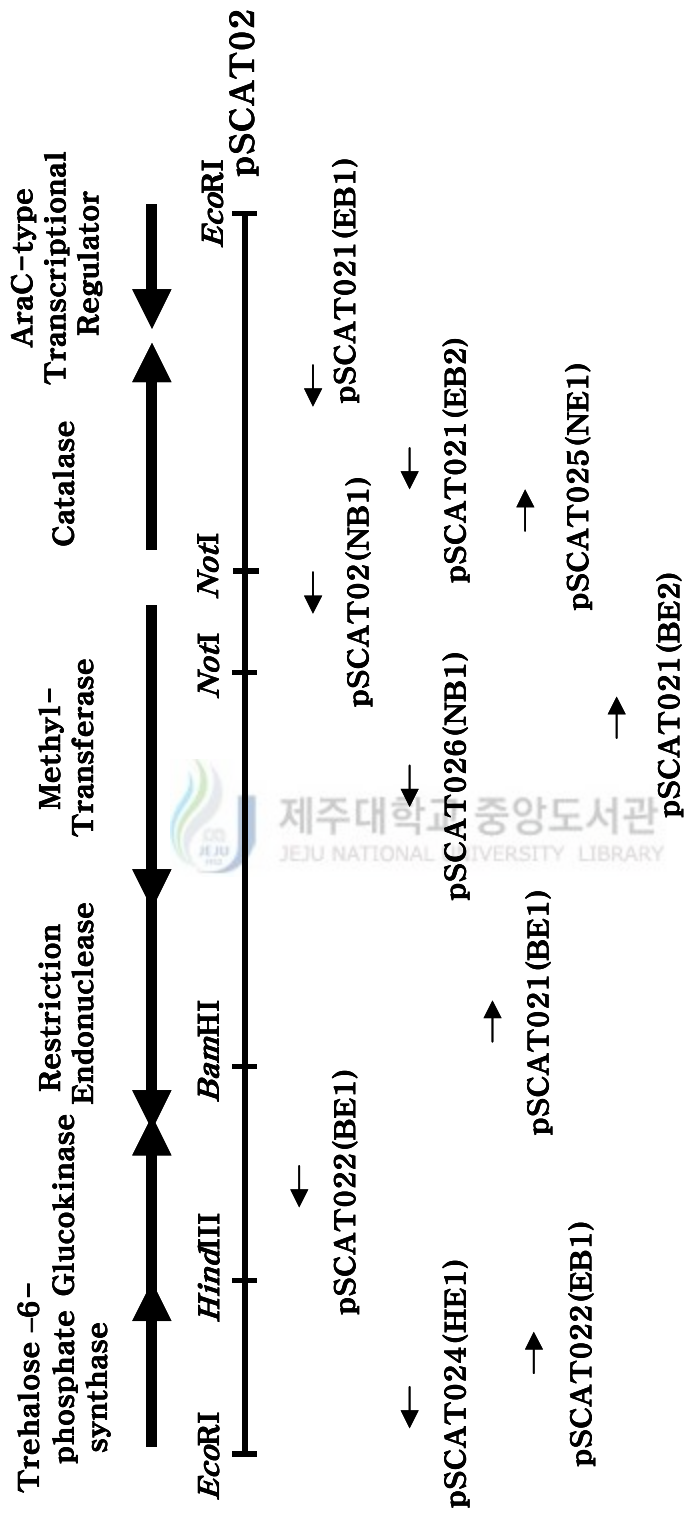 Trehalose-6-
phosphate
synthase
Glucokinase
Restriction
Endonuclease
Methyl-
Transferase
Catalase
AraC-type
Transcriptional
Regulator
EcoRI
HindIII
BamHI
NotI
NotI
EcoRI
pSCAT02
pSCAT022(BE1)
pSCAT02(NB1)
pSCAT021(EB1)
pSCAT024(HE1)
pSCAT026(NB1)
pSCAT021(EB2)
pSCAT022(EB1)
pSCAT021(BE1)
pSCAT025(NE1)
pSCAT021(BE2)
제주대학교 중앙도서관
JEJU NATIONAL UNIVERSITY LIBRARY
JEJU
1952